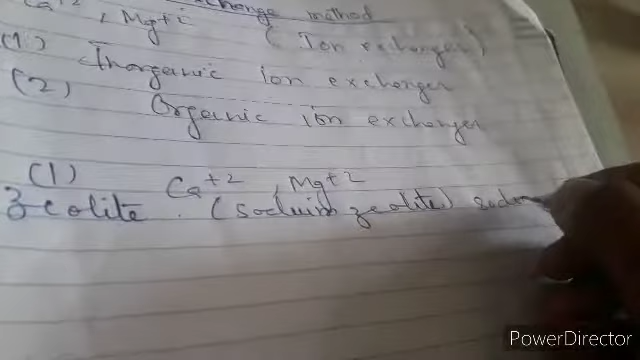 exchange method
Ca+2, Mg+2 (Ion exchanger)
(1) Inorganic ion exchanger
(2) Organic ion exchanger
(1) Ca+2, Mg+2
Zeolite. (Sodium zeolite)
PowerDirector